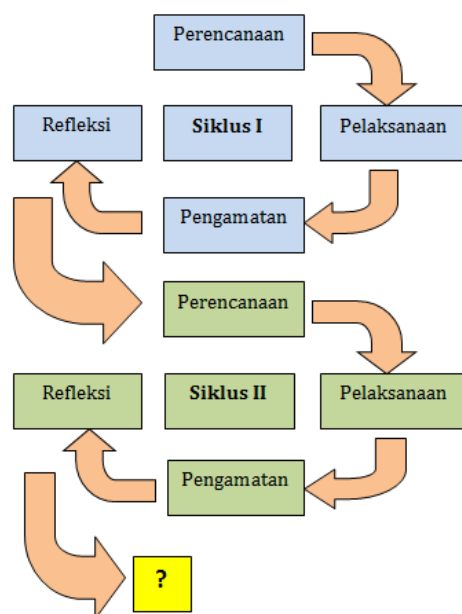 Perencanaan
Refleksi
Siklus I
Pelaksanaan
Pengamatan
Perencanaan
Refleksi
Siklus II
Pelaksanaan
Pengamatan
?